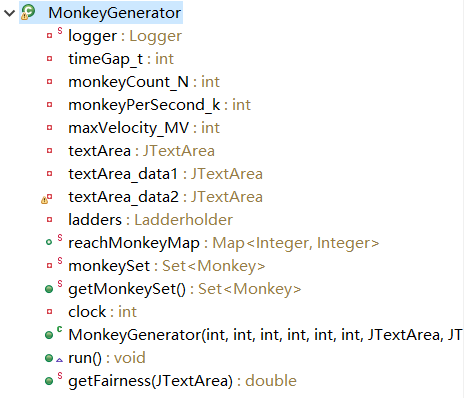 MonkeyGenerator
logger : Logger
timeGap_t : int
monkeyCount_N : int
monkeyPerSecond_k : int
maxVelocity_MV : int
textArea : JTextArea
textArea_data1 : JTextArea
textArea_data2 : JTextArea
ladders : Ladderholder
reachMonkeyMap : Map<Integer, Integer>
monkeySet : Set<Monkey>
getMonkeySet() : Set<Monkey>
clock : int
MonkeyGenerator(int, int, int, int, int, int, JTextArea, JT
run() : void
getFairness(JTextArea) : double